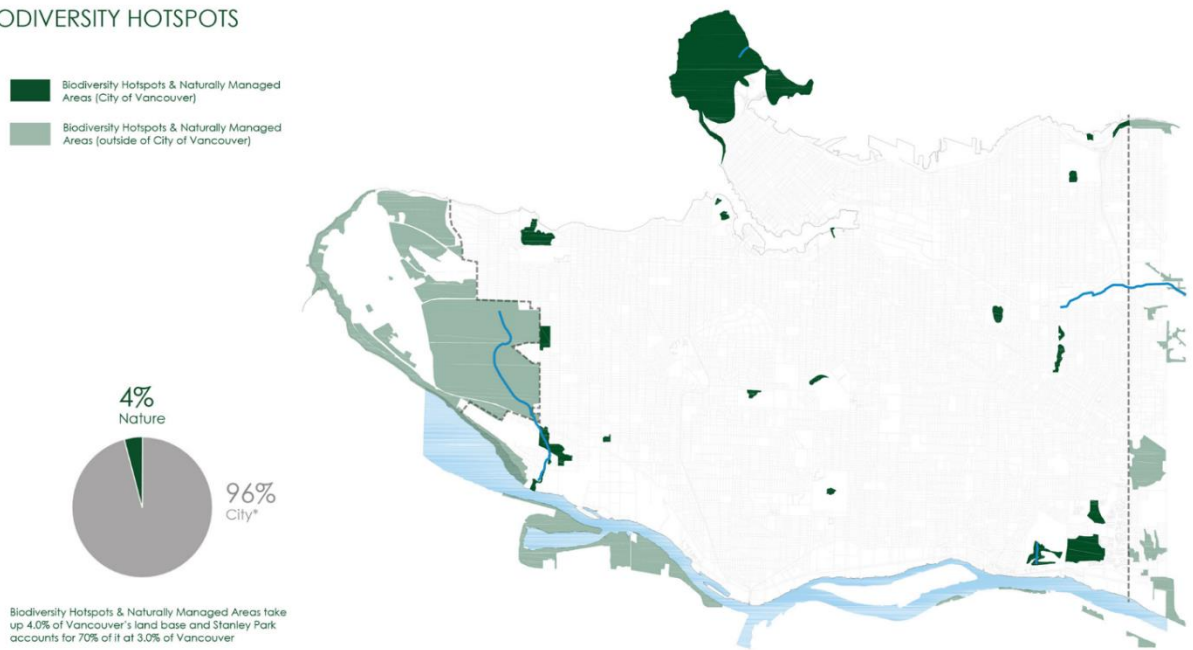 ODIVERSITY HOTSPOTS
Biodiversity Hotspots & Naturally Managed
Areas (City of Vancouver)
Biodiversity Hotspots & Naturally Managed
Areas (outside of City of Vancouver)
4%
Nature
96%
City*
Biodiversity Hotspots & Naturally Managed Areas take
up 4.0% of Vancouver's land base and Stanley Park
accounts for 70% of it at 3.0% of Vancouver